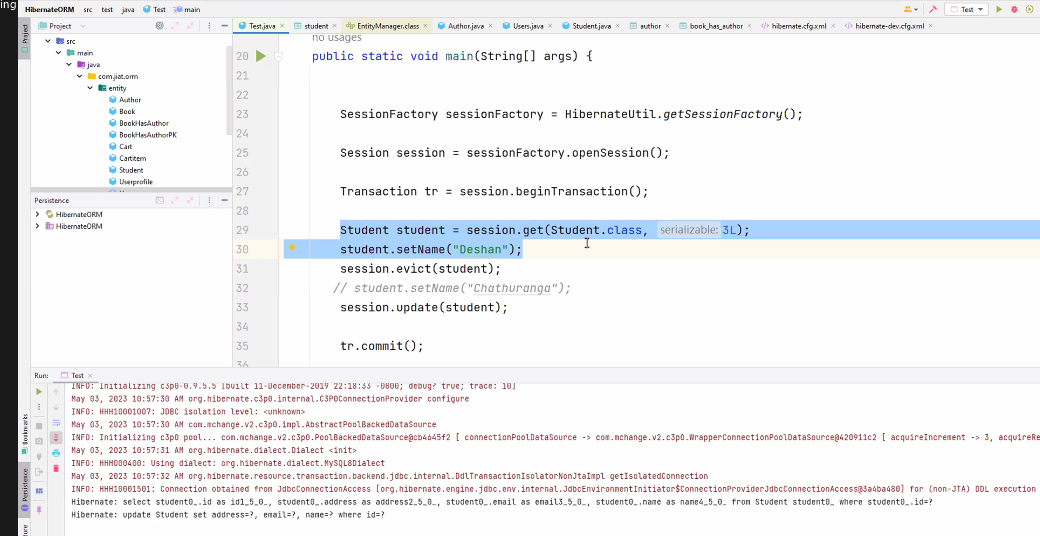 ing
HibernateORM src test java Test main
Test
Project
Test.java student EntityManager.class Author.java Users.java Student.java author book_has_author hibernate.cfg.xml hibernate-dev.cfg.xml
Project
src
main
java
com.jiat.orm
entity
Author
Book
BookHasAuthor
BookHasAuthorPK
Cart
Cartitem
Student
Userprofile
Persistence
HibernateORM
HibernateORM
no usages
20 public static void main(String[] args) {
21
22
23 SessionFactory sessionFactory = HibernateUtil.getSessionFactory();
24
25 Session session = sessionFactory.openSession();
26
27 Transaction tr = session.beginTransaction();
28
29 Student student = session.get(Student.class, serializable: 3L);
30 student.setName("Deshan");
31 session.evict(student);
32 // student.setName("Chathuranga");
33 session.update(student);
34
35 tr.commit();
36
Run: Test
INFO: Initializing c3p0-0.9.5.5 [built 11-December-2019 22:18:33 -0800; debug? true; trace: 10]
May 03, 2023 10:57:30 AM org.hibernate.c3p0.internal.C3P0ConnectionProvider configure
INFO: HHH10001007: JDBC isolation level: <unknown>
May 03, 2023 10:57:30 AM com.mchange.v2.c3p0.impl.AbstractPoolBackedDataSource
INFO: Initializing c3p0 pool... com.mchange.v2.c3p0.PoolBackedDataSource@cb4645f2 [ connectionPoolDataSource -> com.mchange.v2.c3p0.WrapperConnectionPoolDataSource@420911c2 [ acquireIncrement -> 3, acquireRe
May 03, 2023 10:57:31 AM org.hibernate.dialect.Dialect <init>
INFO: HHH000400: Using dialect: org.hibernate.dialect.MySQL8Dialect
May 03, 2023 10:57:32 AM org.hibernate.resource.transaction.backend.jdbc.internal.DdlTransactionIsolatorNonJtaImpl getIsolatedConnection
INFO: HHH10001501: Connection obtained from JdbcConnectionAccess [org.hibernate.engine.jdbc.env.internal.JdbcEnvironmentInitiator$ConnectionProviderJdbcConnectionAccess@3a4ba480] for (non-JTA) DDL execution
Hibernate: select student0_.id as id1_5_0_, student0_.address as address2_5_0_, student0_.email as email3_5_0_, student0_.name as name4_5_0_ from Student student0_ where student0_.id=?
Hibernate: update Student set address=?, email=?, name=? where id=?
Bookmarks
Persistence